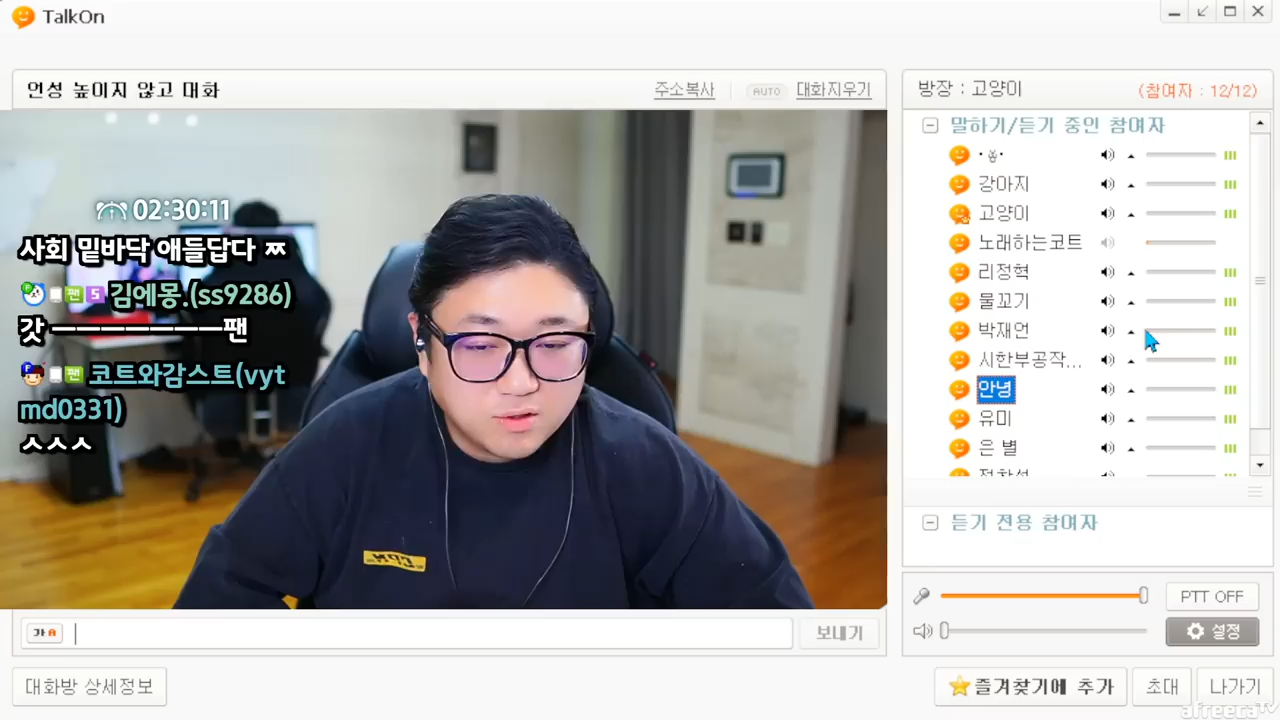 TalkOn
언성 높이지 않고 대화
주소복사
AUTO
대화지우기
방장 : 고양이
(참여자 : 12/12)
말하기/듣기 중인 참여자
강아지
고양이
노래하는코트
리정혁
물꼬기
박재언
시한부공작...
안녕
유미
은 별
02:30:11
사회 밑바닥 애들답다 ㅉ
팬 5 김에몽.(ss9286)
갓 ㅡㅡㅡㅡㅡㅡㅡ팬
팬 코트와감스트(vyt
md0331)
ㅅㅅㅅ
듣기 전용 참여자
PTT OFF
설정
가A
보내기
대화방 상세정보
즐겨찾기에 추가
초대
나가기
afreecaTV